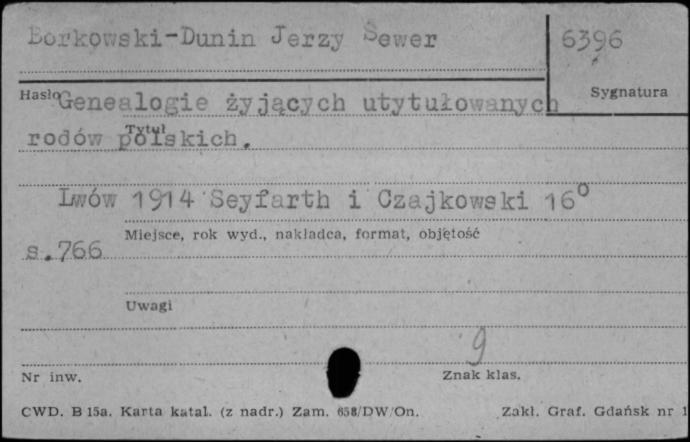 Borkowski-Dunin Jerzy Sewer
6396
Hasło
Sygnatura
Genealogie żyjących utytułowanych
Tytuł
rodów polskich.
Lwów 1914 Seyfarth i Czajkowski 16°
Miejsce, rok wyd., nakładca, format, objętość
s.766
Uwagi
9
Nr inw.
Znak klas.
CWD. B 15a. Karta katal. (z nadr.) Zam. 658/DW/On.
Zakł. Graf. Gdańsk nr 1